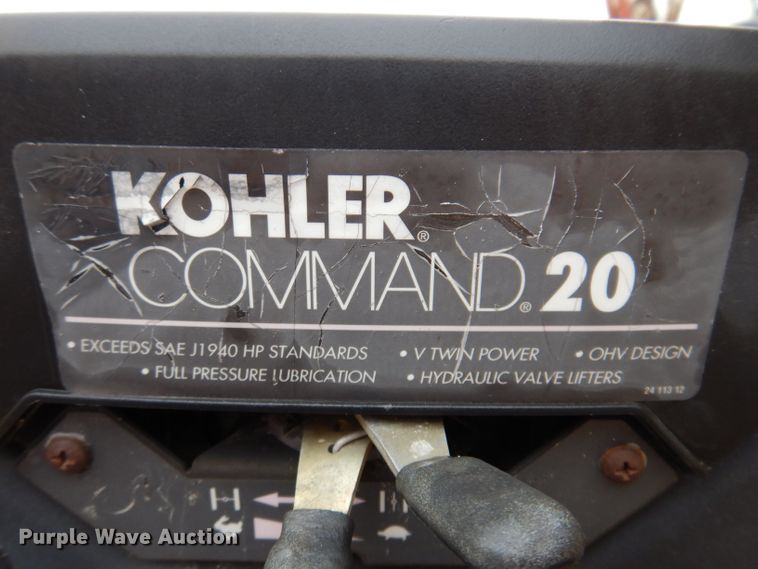 KOHLER®
COMMAND® 20
• EXCEEDS SAE J1940 HP STANDARDS • V TWIN POWER • OHV DESIGN
• FULL PRESSURE LUBRICATION • HYDRAULIC VALVE LIFTERS
24 113 12
Purple Wave Auction